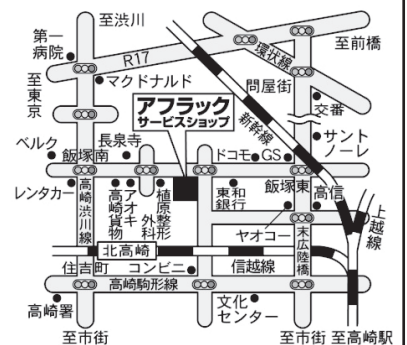 至渋川
第一
病院
R17
環状線
至前橋
至東京
マクドナルド
問屋街
交番
アフラック
サービスショップ
新幹線
サント
ノーレ
ベルク
長泉寺
飯塚南
ドコモ
GS
レンタカー
高崎渋川線
高崎貨物
アオキ
植原整形
外科
東和
銀行
飯塚東
高信
上越線
ヤオコー
北高崎
末広陸橋
住吉町
コンビニ
信越線
高崎駒形線
高崎署
文化
センター
至市街
至市街
至高崎駅